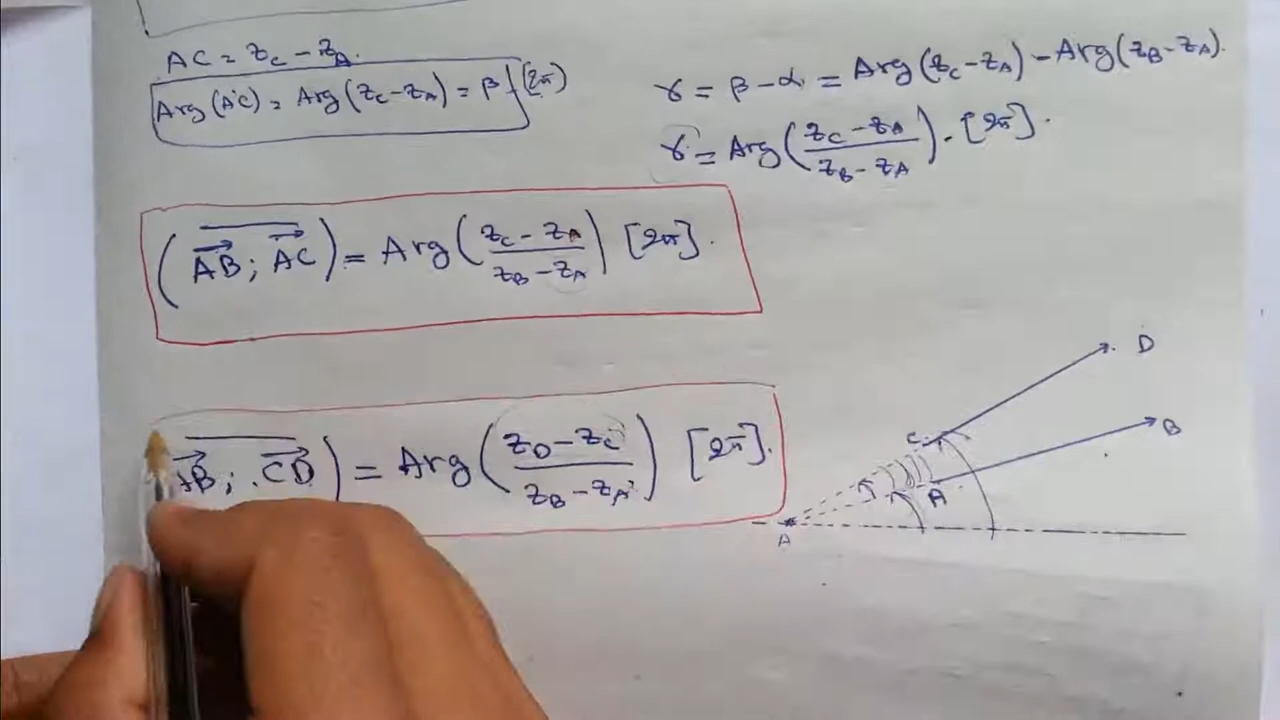 AC = z_C - z_A.
Arg(AC) = Arg(z_C - z_A) = β [2π]
γ = β - α = Arg(z_C - z_A) - Arg(z_B - z_A).
γ = Arg((z_C - z_A)/(z_B - z_A)). [2π].
(AB; AC) = Arg((z_C - z_A)/(z_B - z_A)) [2π].
AB; CD) = Arg((z_D - z_C)/(z_B - z_A)) [2π].
D
B
C
A
A